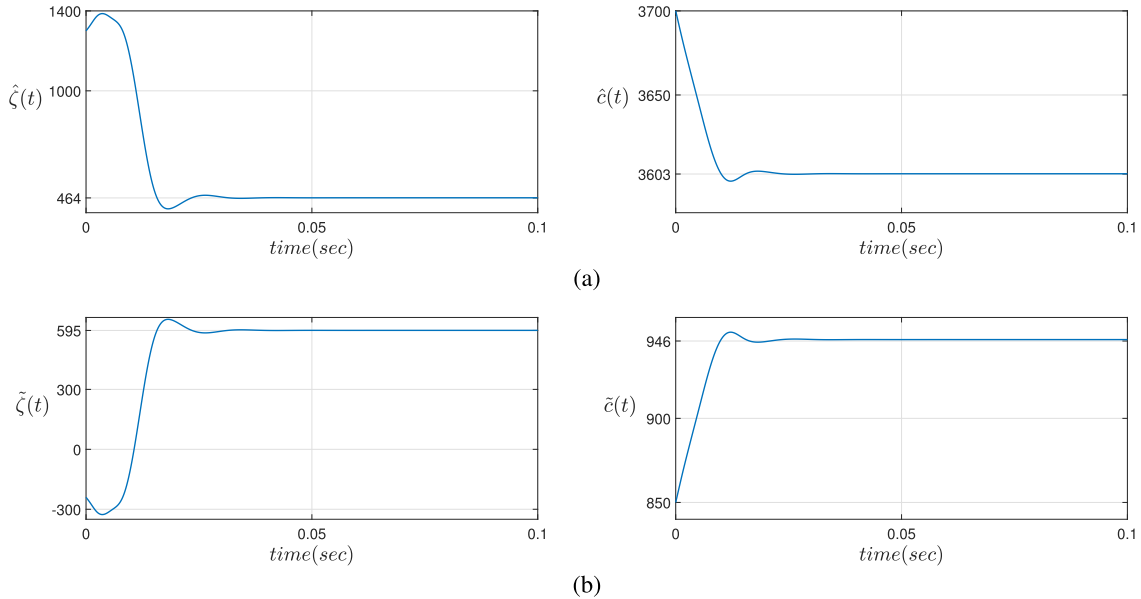 1400
1000
464
ζ̂(t)
0 0.05 0.1
time(sec)
3700
3650
3603
ĉ(t)
0 0.05 0.1
time(sec)
(a)
595
300
0
-300
ζ̃(t)
0 0.05 0.1
time(sec)
946
900
850
c̃(t)
0 0.05 0.1
time(sec)
(b)